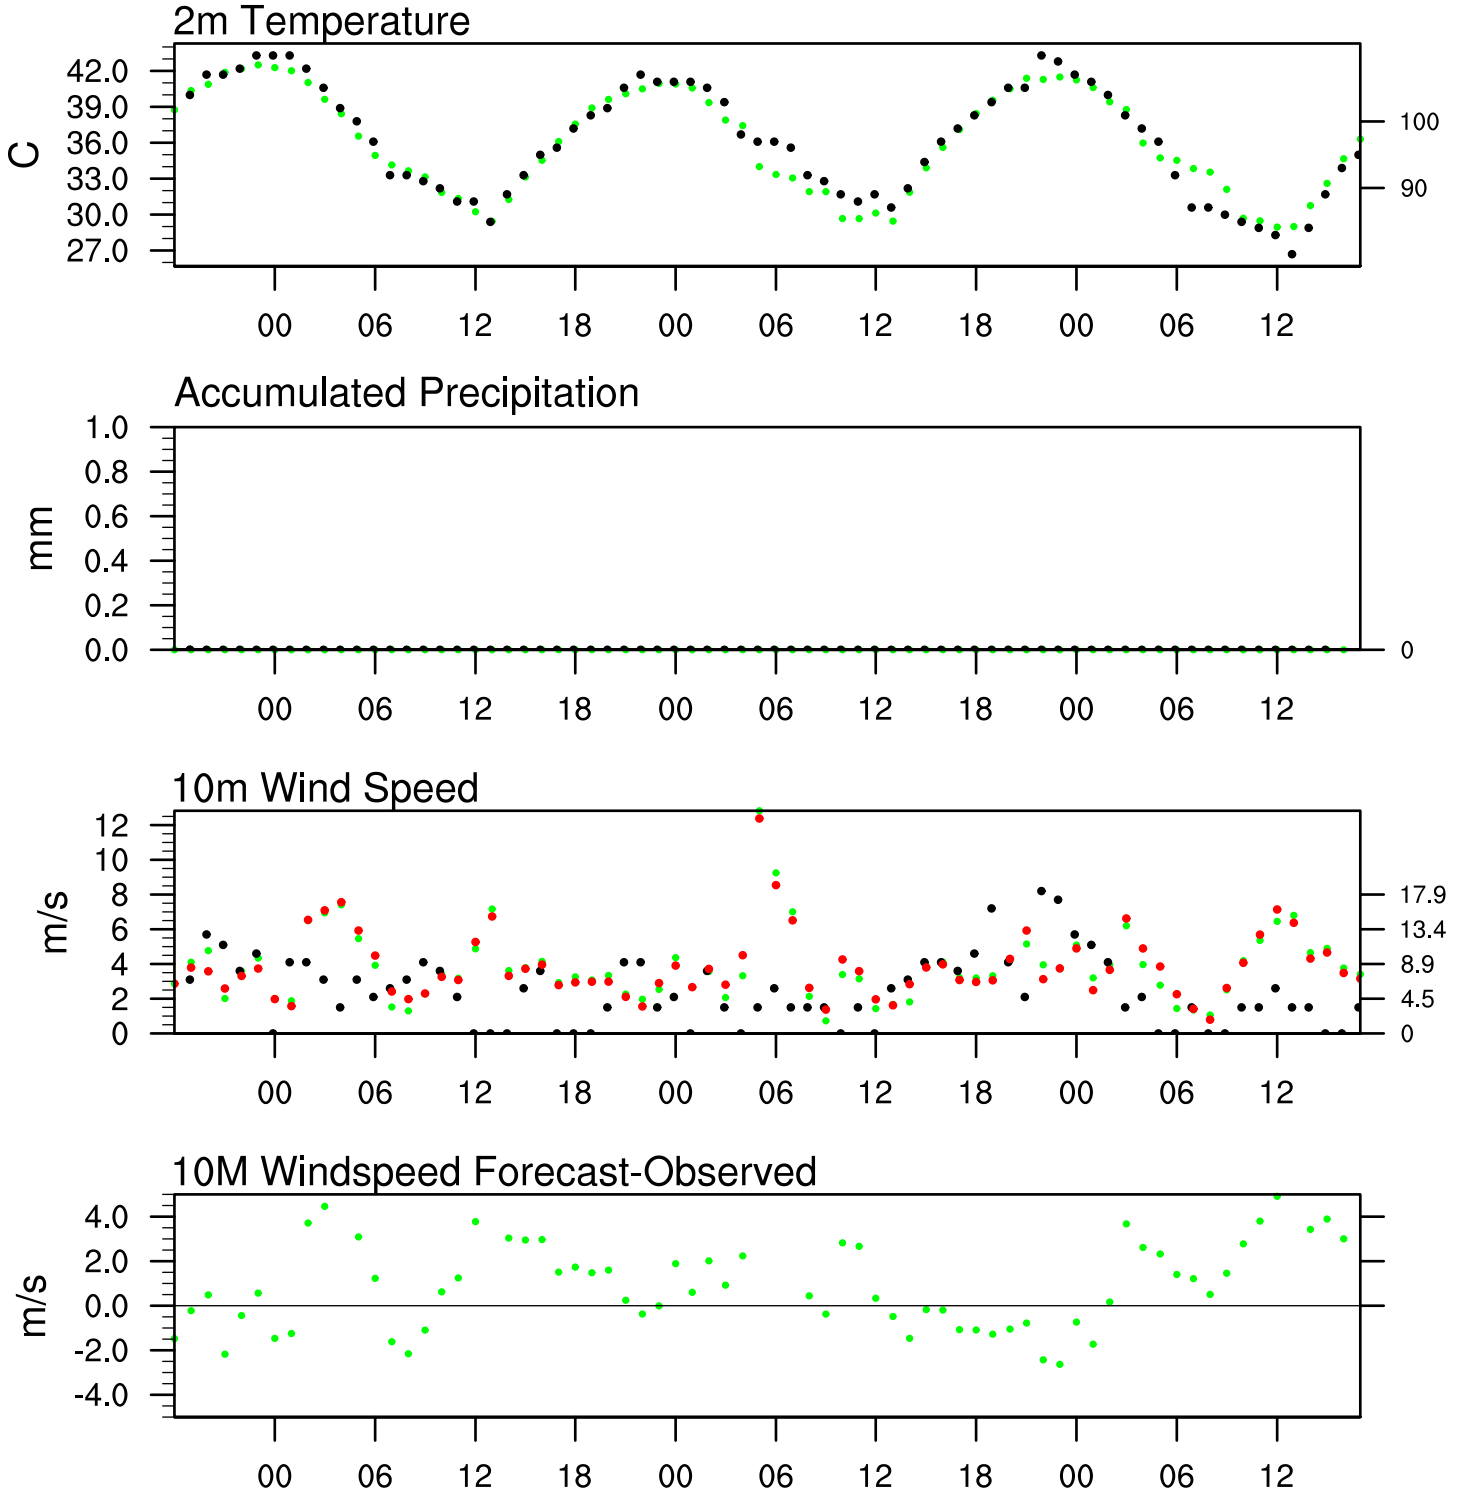 2m Temperature
C
42.0
39.0
36.0
33.0
30.0
27.0
100
90
00 06 12 18 00 06 12 18 00 06 12
Accumulated Precipitation
mm
1.0
0.8
0.6
0.4
0.2
0.0
0
00 06 12 18 00 06 12 18 00 06 12
10m Wind Speed
m/s
12
10
8
6
4
2
0
17.9
13.4
8.9
4.5
0
00 06 12 18 00 06 12 18 00 06 12
10M Windspeed Forecast-Observed
m/s
4.0
2.0
0.0
-2.0
-4.0
00 06 12 18 00 06 12 18 00 06 12